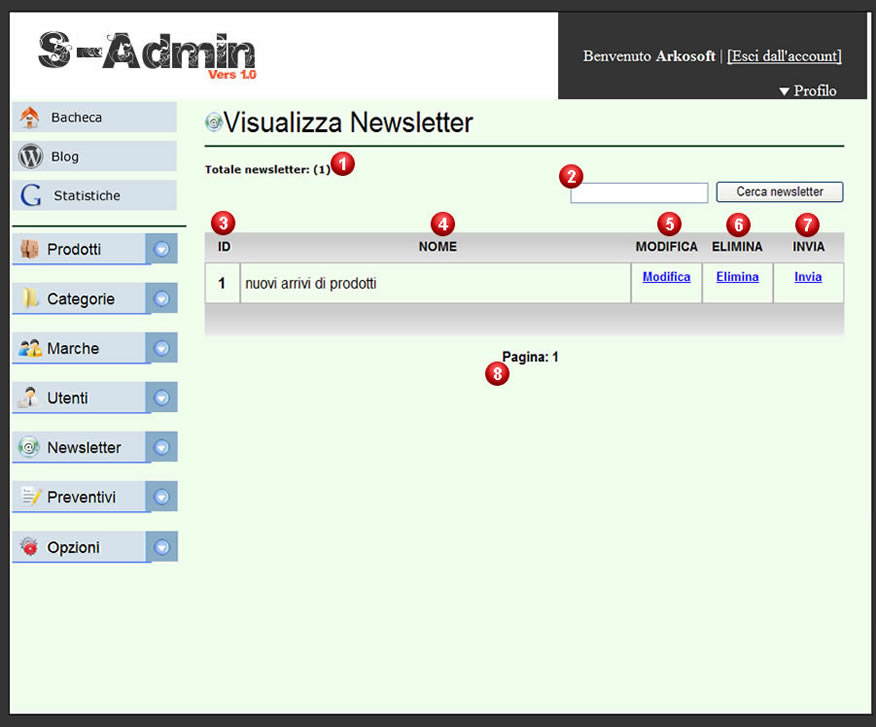 S-Admin
Vers 1.0
Benvenuto Arkosoft | [Esci dall'account]
▼ Profilo
Bacheca
Blog
Statistiche
Prodotti
Categorie
Marche
Utenti
Newsletter
Preventivi
Opzioni
Visualizza Newsletter
Totale newsletter: (1) 1
2 Cerca newsletter
3 4 5 6 7
ID NOME MODIFICA ELIMINA INVIA
1 nuovi arrivi di prodotti Modifica Elimina Invia
Pagina: 1
8